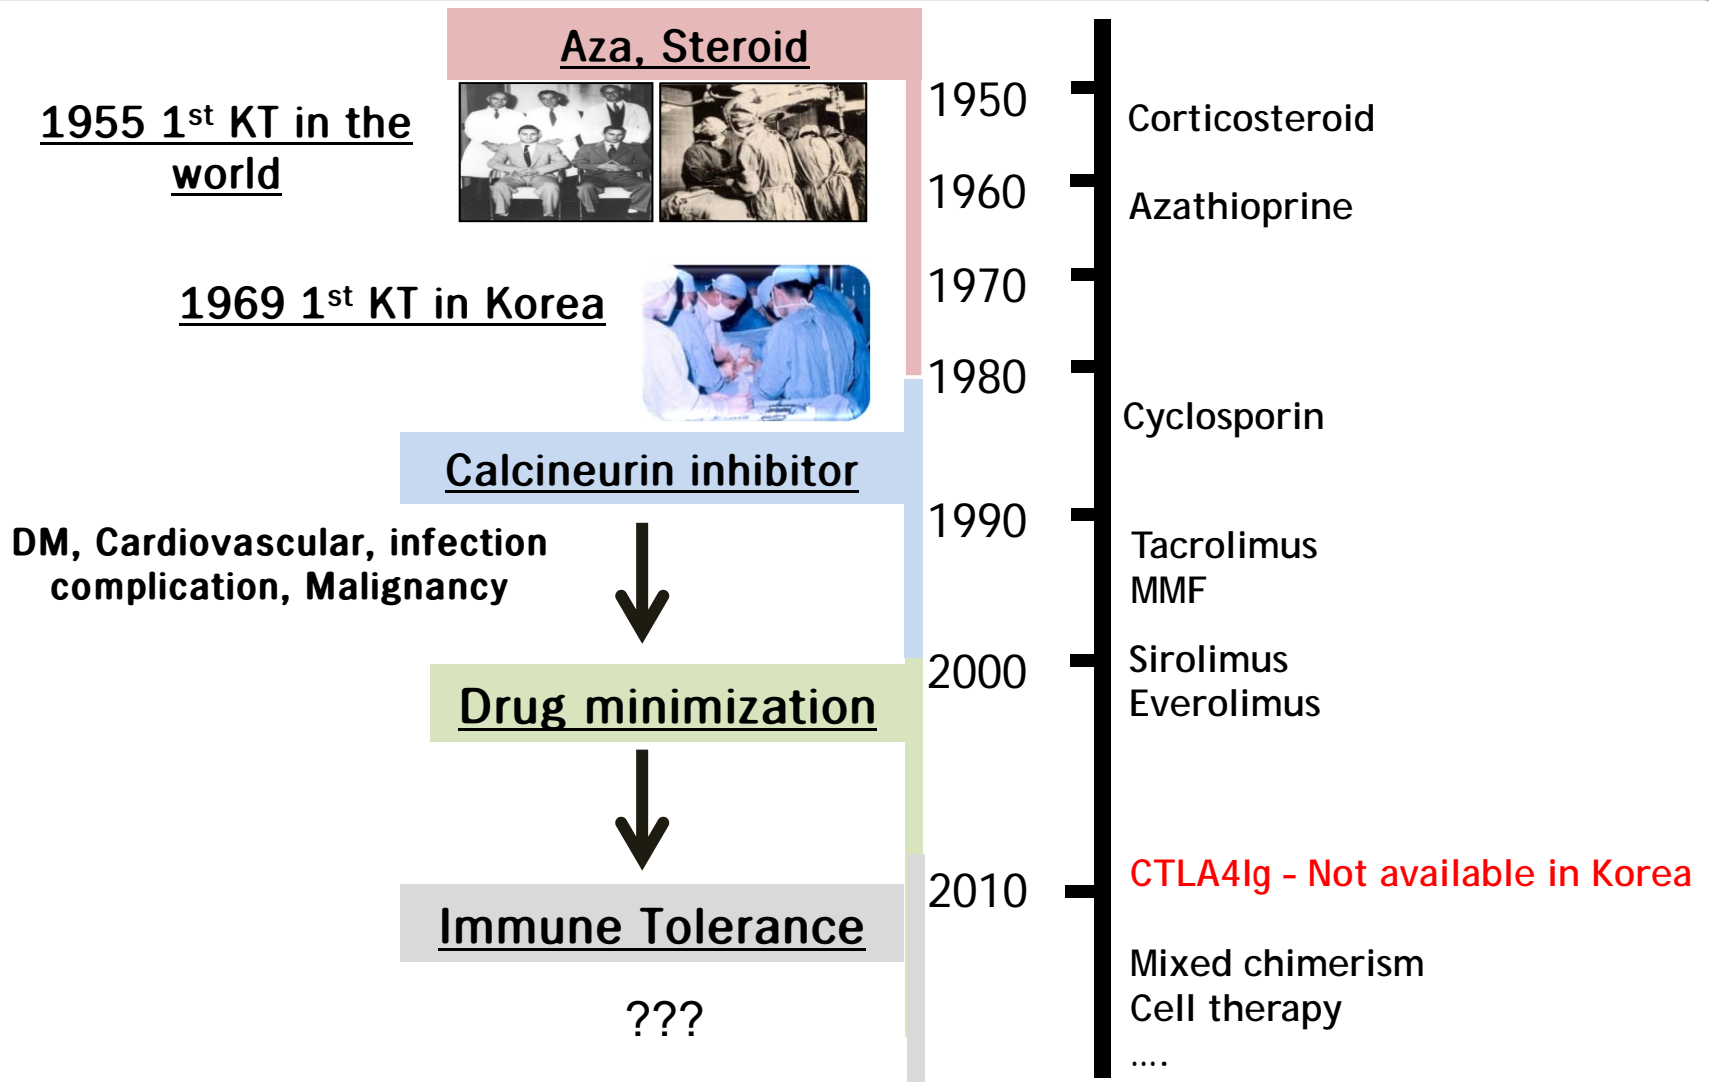 Aza, Steroid
1955 1st KT in the
world
1969 1st KT in Korea
Calcineurin inhibitor
DM, Cardiovascular, infection
complication, Malignancy
Drug minimization
Immune Tolerance
???
1950
1960
1970
1980
1990
2000
2010
Corticosteroid
Azathioprine
Cyclosporin
Tacrolimus
MMF
Sirolimus
Everolimus
CTLA4Ig - Not available in Korea
Mixed chimerism
Cell therapy
....